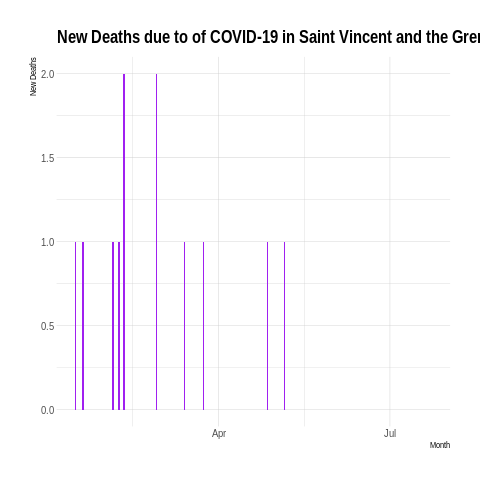 New Deaths due to of COVID-19 in Saint Vincent and the Gre
New Deaths
2.0
1.5
1.0
0.5
0.0
Apr
Jul
Month